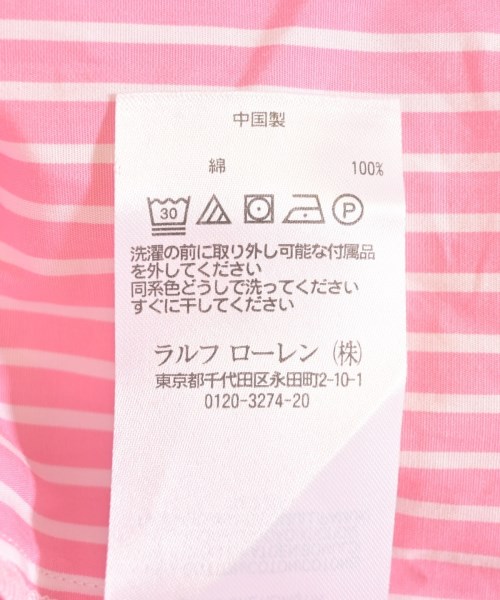 中国製
綿 100%
30 P
洗濯の前に取り外し可能な付属品
を外してください
同系色どうしで洗ってください
すぐに干してください
ラルフ ローレン (株)
東京都千代田区永田町2-10-1
0120-3274-20